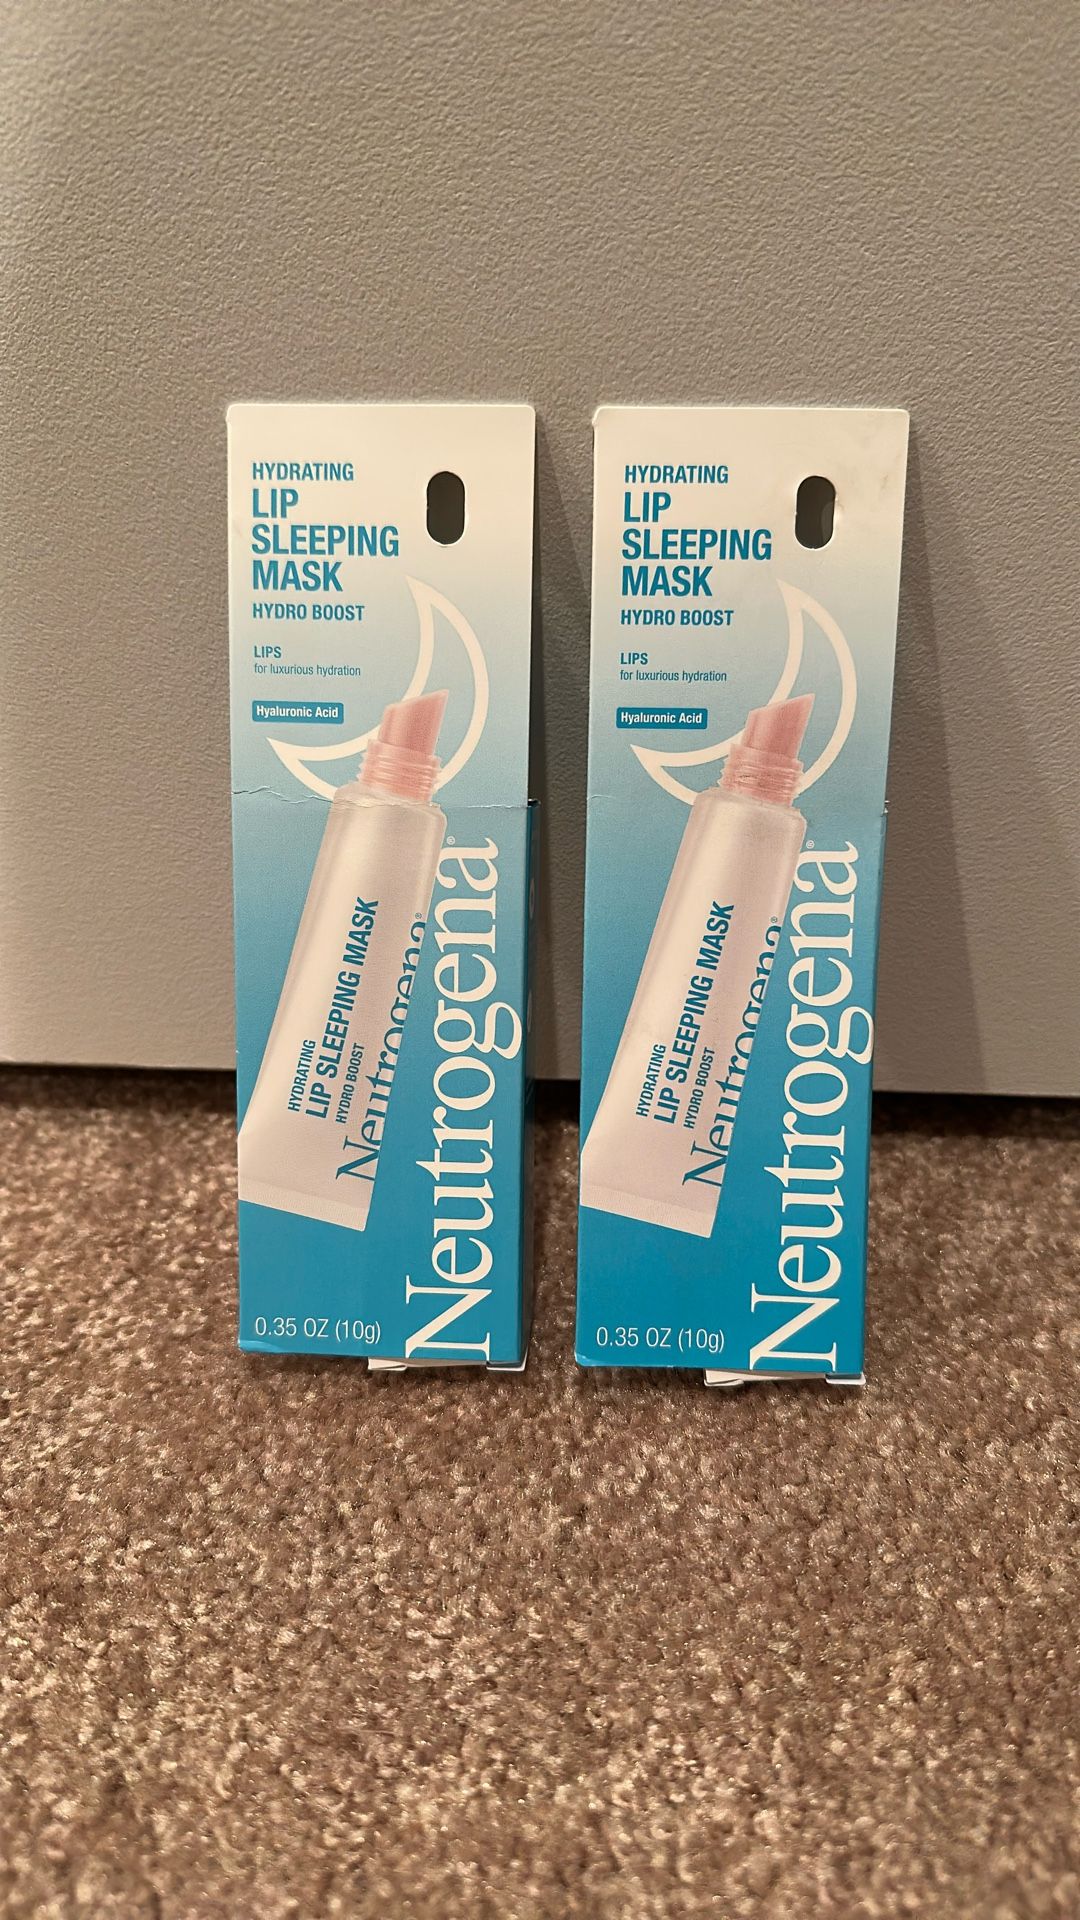 HYDRATING
LIP
SLEEPING
MASK
HYDRO BOOST
LIPS
for luxurious hydration
Hyaluronic Acid
HYDRATING
LIP SLEEPING MASK
HYDRO BOOST
Neutrogena®
Neutrogena®
0.35 OZ (10g)
HYDRATING
LIP
SLEEPING
MASK
HYDRO BOOST
LIPS
for luxurious hydration
Hyaluronic Acid
HYDRATING
LIP SLEEPING MASK
HYDRO BOOST
Neutrogena®
Neutrogena®
0.35 OZ (10g)